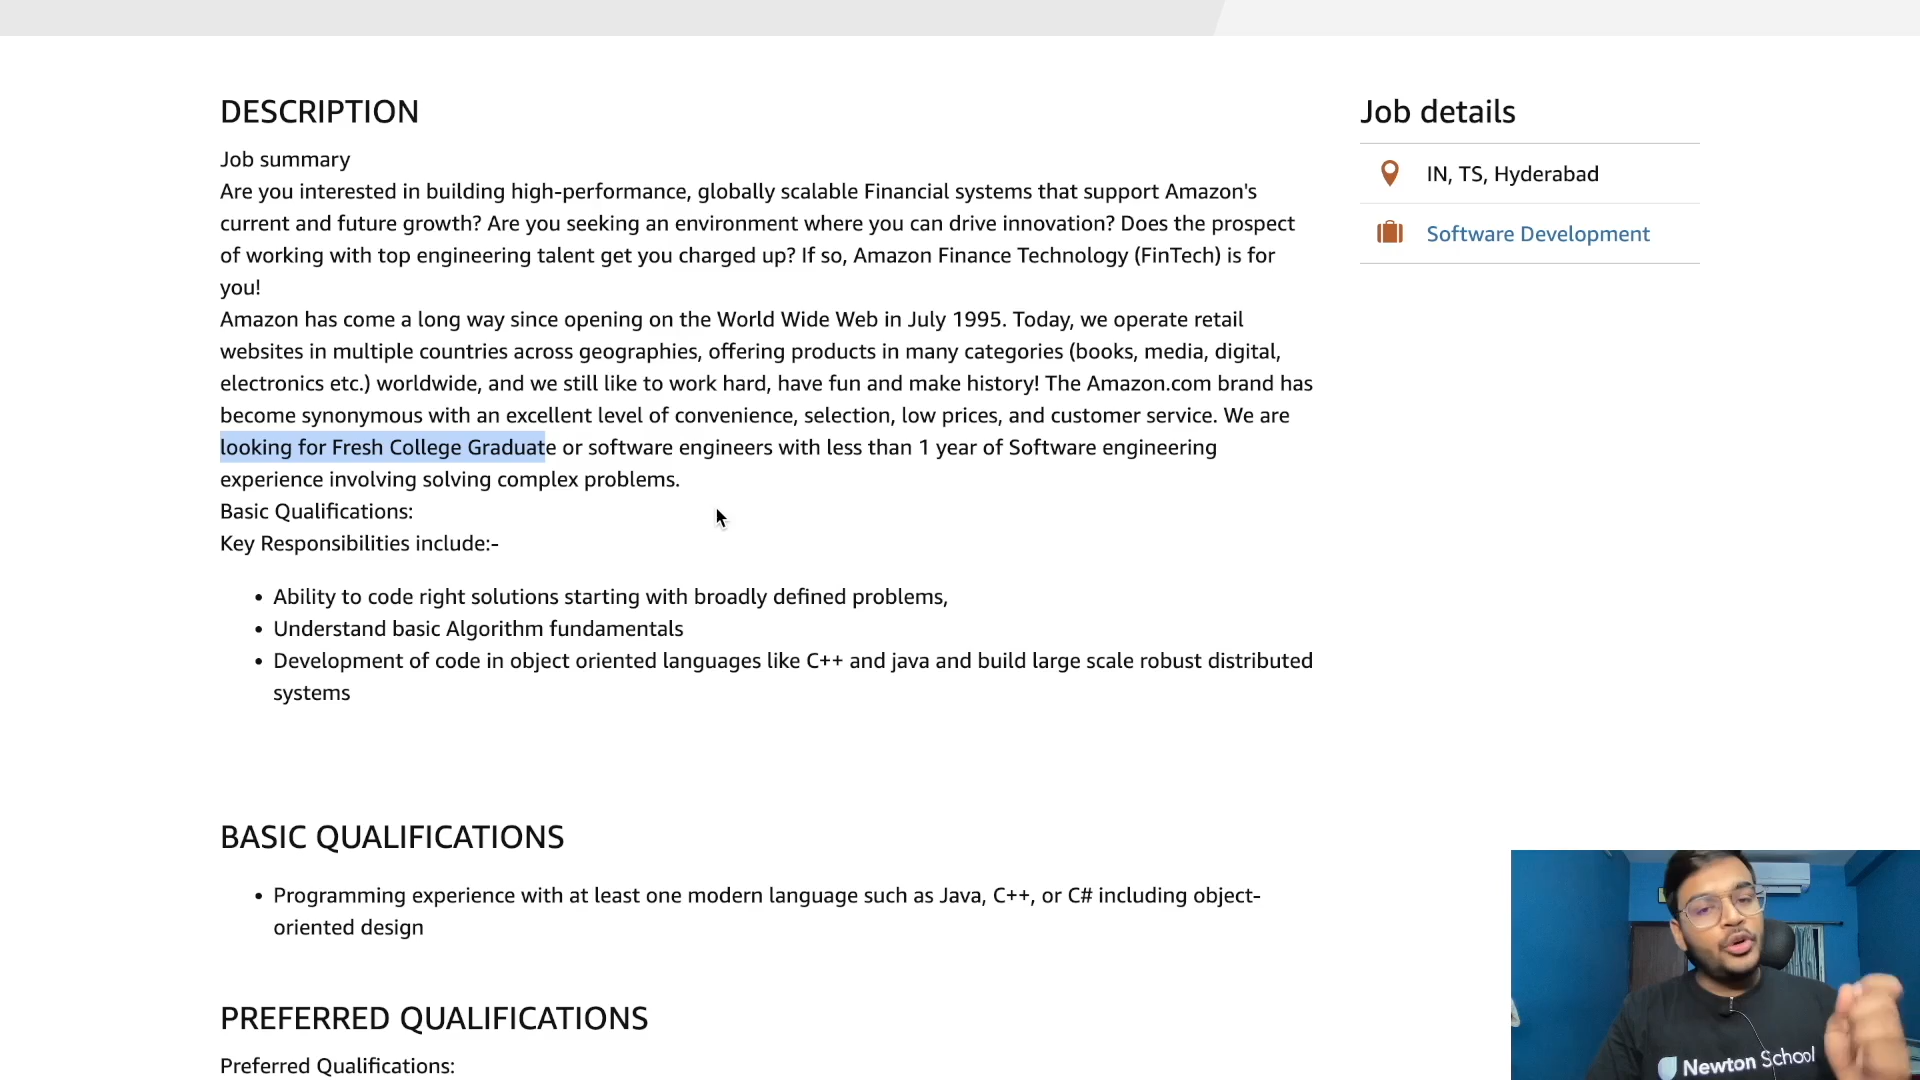 DESCRIPTION
Job summary
Are you interested in building high-performance, globally scalable Financial systems that support Amazon's
current and future growth? Are you seeking an environment where you can drive innovation? Does the prospect
of working with top engineering talent get you charged up? If so, Amazon Finance Technology (FinTech) is for
you!
Amazon has come a long way since opening on the World Wide Web in July 1995. Today, we operate retail
websites in multiple countries across geographies, offering products in many categories (books, media, digital,
electronics etc.) worldwide, and we still like to work hard, have fun and make history! The Amazon.com brand has
become synonymous with an excellent level of convenience, selection, low prices, and customer service. We are
looking for Fresh College Graduate or software engineers with less than 1 year of Software engineering
experience involving solving complex problems.
Basic Qualifications:
Key Responsibilities include:-
• Ability to code right solutions starting with broadly defined problems,
• Understand basic Algorithm fundamentals
• Development of code in object oriented languages like C++ and java and build large scale robust distributed
systems
BASIC QUALIFICATIONS
• Programming experience with at least one modern language such as Java, C++, or C# including object-
oriented design
PREFERRED QUALIFICATIONS
Preferred Qualifications:
Job details
IN, TS, Hyderabad
Software Development
Newton School